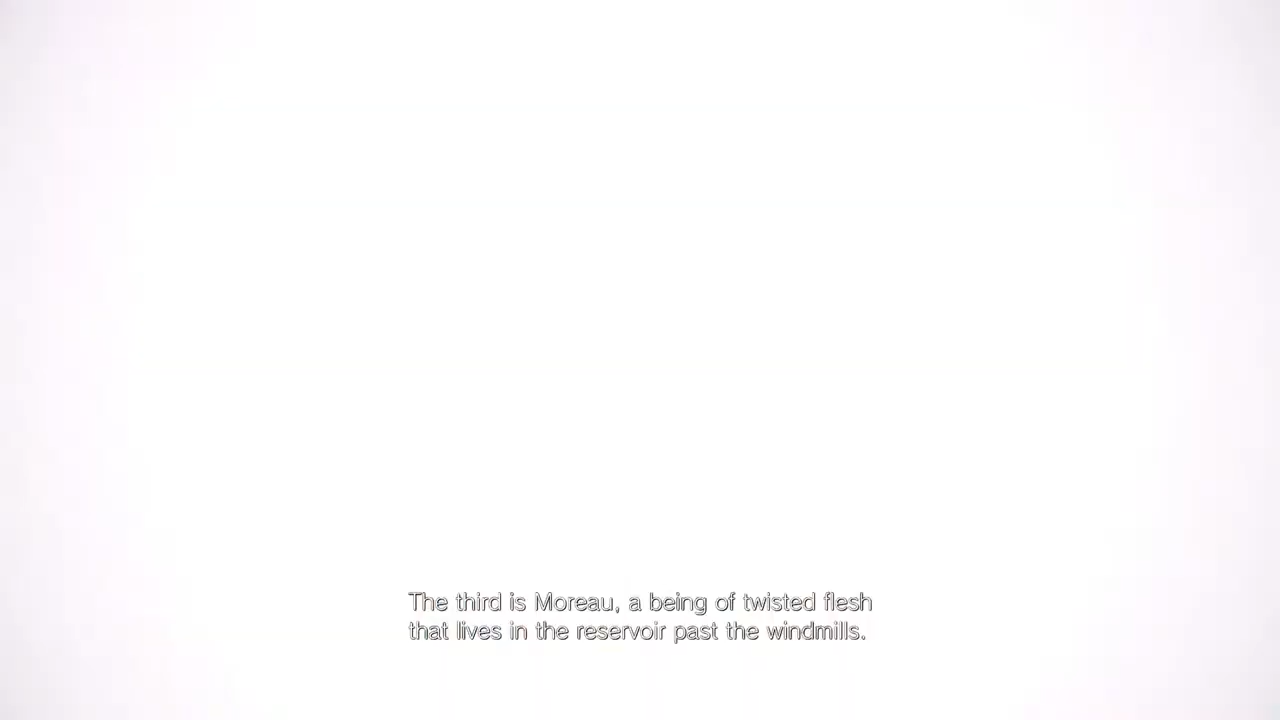 The third is Moreau, a being of twisted flesh
that lives in the reservoir past the windmills.